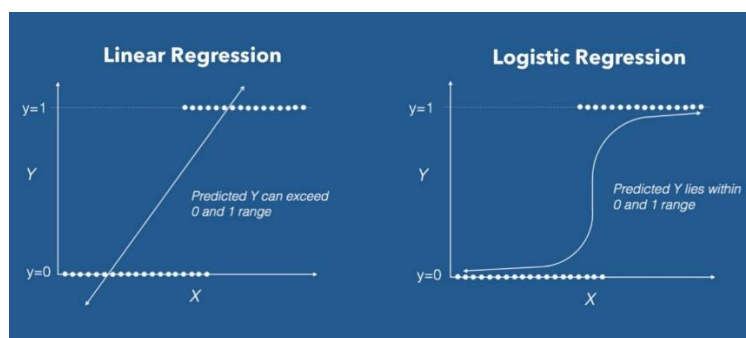 Linear Regression
y=1
Y
Predicted Y can exceed
0 and 1 range
y=0
X
Logistic Regression
y=1
Y
Predicted Y lies within
0 and 1 range
y=0
X